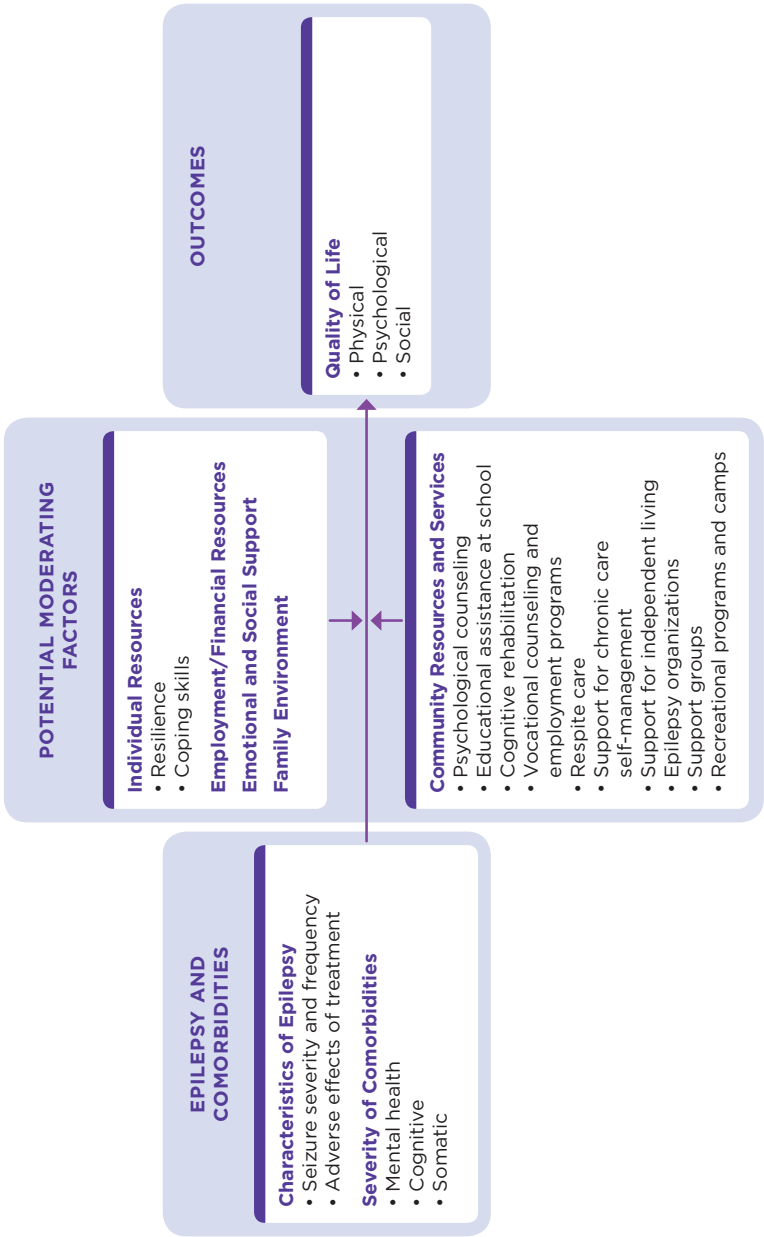 EPILEPSY AND
COMORBIDITIES
Characteristics of Epilepsy
• Seizure severity and frequency
• Adverse effects of treatment
Severity of Comorbidities
• Mental health
• Cognitive
• Somatic
POTENTIAL MODERATING
FACTORS
Individual Resources
• Resilience
• Coping skills
Employment/Financial Resources
Emotional and Social Support
Family Environment
Community Resources and Services
• Psychological counseling
• Educational assistance at school
• Cognitive rehabilitation
• Vocational counseling and
employment programs
• Respite care
• Support for chronic care
self-management
• Support for independent living
• Epilepsy organizations
• Support groups
• Recreational programs and camps
OUTCOMES
Quality of Life
• Physical
• Psychological
• Social